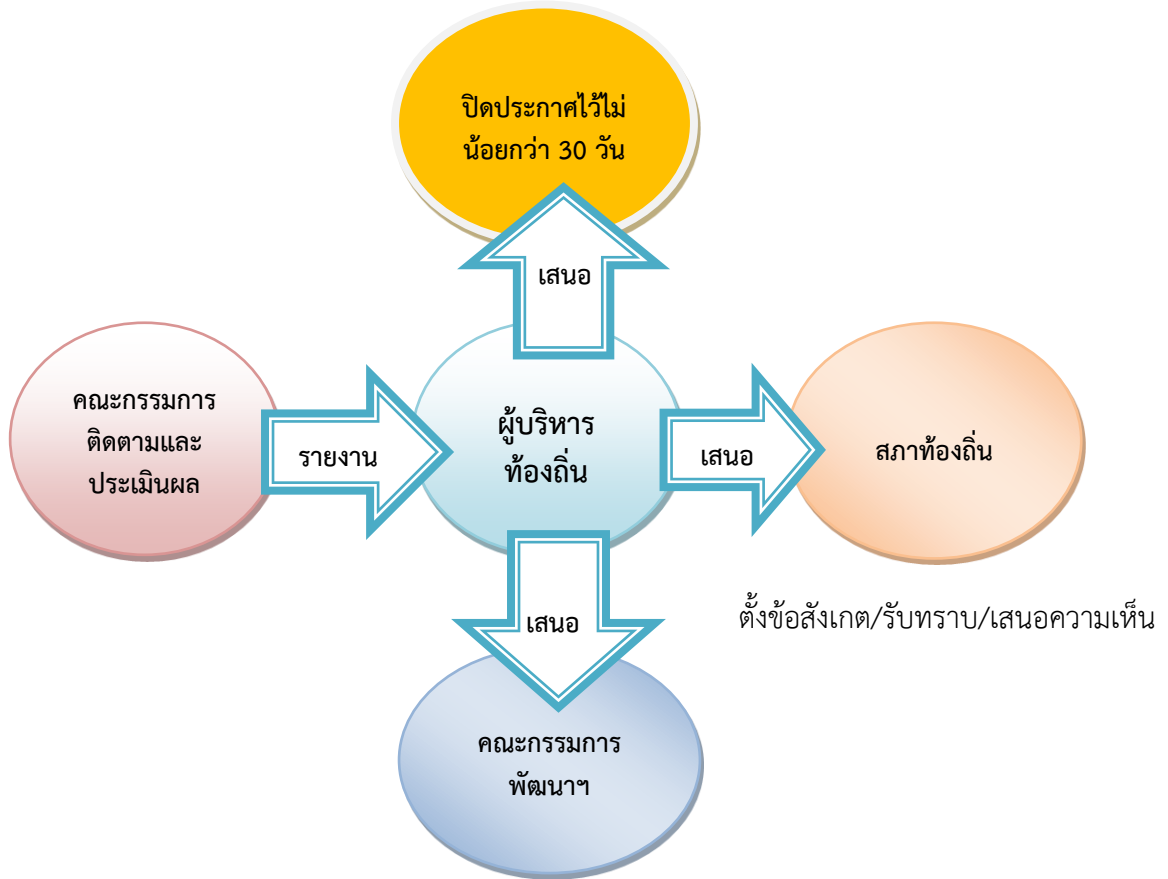 ปิดประกาศไว้ไม่
น้อยกว่า 30 วัน
เสนอ
คณะกรรมการ
ติดตามและ
ประเมินผล
รายงาน
ผู้บริหาร
ท้องถิ่น
เสนอ
สภาท้องถิ่น
ตั้งข้อสังเกต/รับทราบ/เสนอความเห็น
เสนอ
คณะกรรมการ
พัฒนาฯ